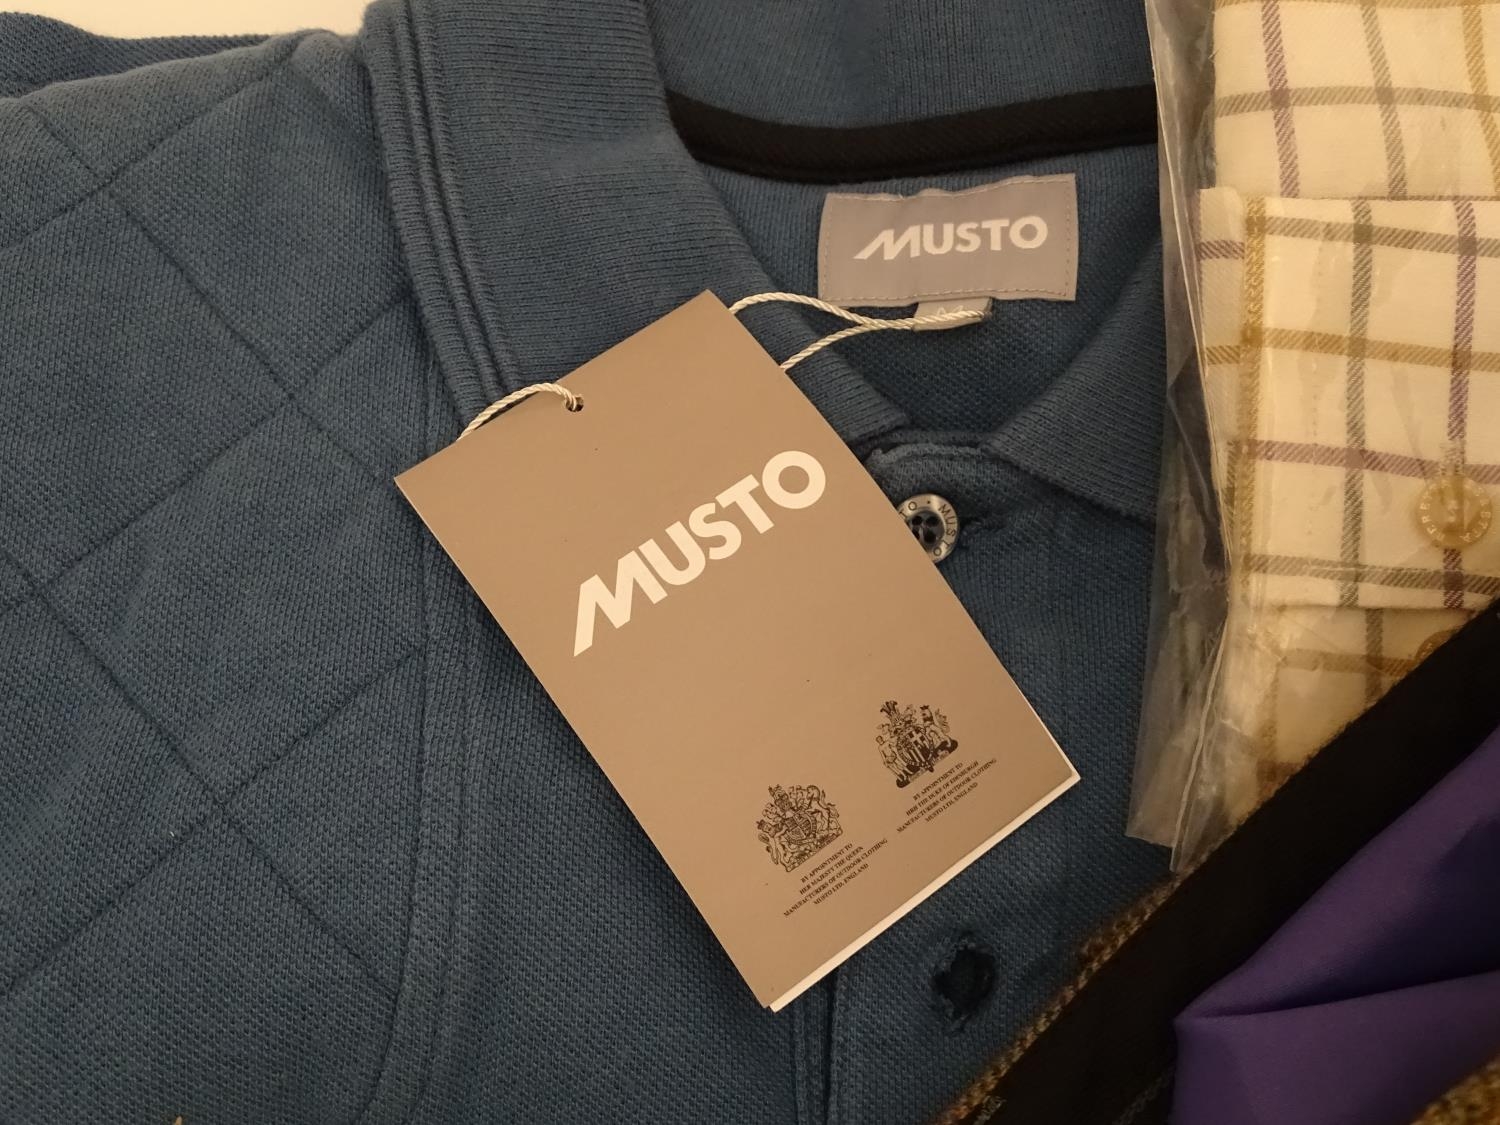 MUSTO
MUSTO
MUSTO
BY APPOINTMENT TO
HRH THE DUKE OF EDINBURGH
MANUFACTURERS OF OUTDOOR CLOTHING
MUSTO LTD, ENGLAND
BY APPOINTMENT TO
HER MAJESTY THE QUEEN
MANUFACTURERS OF OUTDOOR CLOTHING
MUSTO LTD, ENGLAND